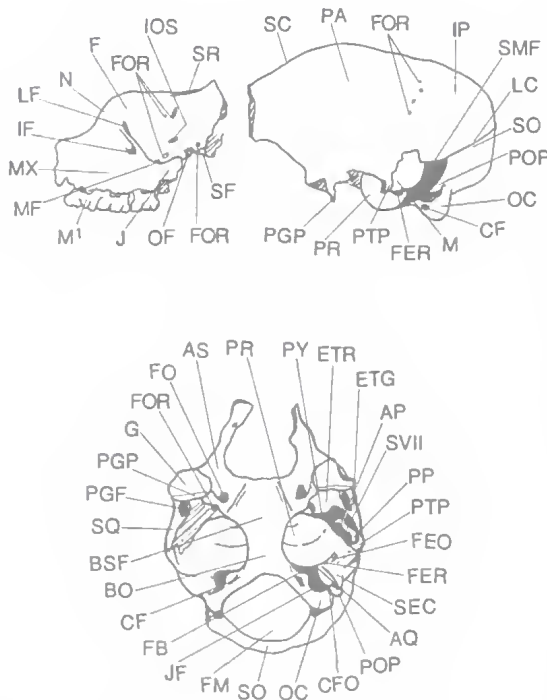 IOS
FOR
SR
F
N
LF
IF
MX
MF
M1
J
OF
FOR
SF
SC
PA
FOR
IP
SMF
LC
SO
POP
OC
CF
M
FER
PTP
PR
PGP
AS
PR
PY
ETR
FO
ETG
FOR
AP
G
SVII
PGP
PP
PGF
PTP
SQ
FEO
BSF
FER
BO
SEC
CF
AQ
FB
POP
JF
CFO
FM
SO
OC